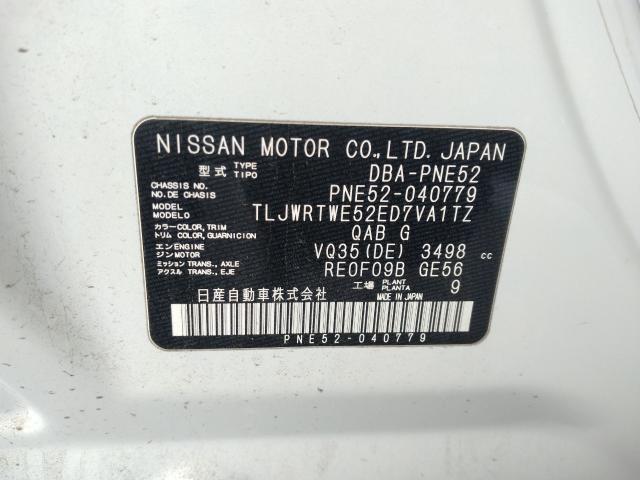 NISSAN MOTOR CO., LTD. JAPAN
型式 TYPE TIPO DBA-PNE52
CHASSIS NO. NO. DE CHASSIS PNE52-040779
MODEL MODELO TLJWRTWE52ED7VA1TZ
カラー COLOR, TRIM トリム COLOR, GUARNICION QAB G
エンジン ENGINE MOTOR VQ35(DE) 3498 cc
ミッション TRANS., AXLE アクスル TRANS., EJE RE0F09B GE56
工場 PLANT PLANTA 9
日産自動車株式会社 MADE IN JAPAN
PNE52-040779